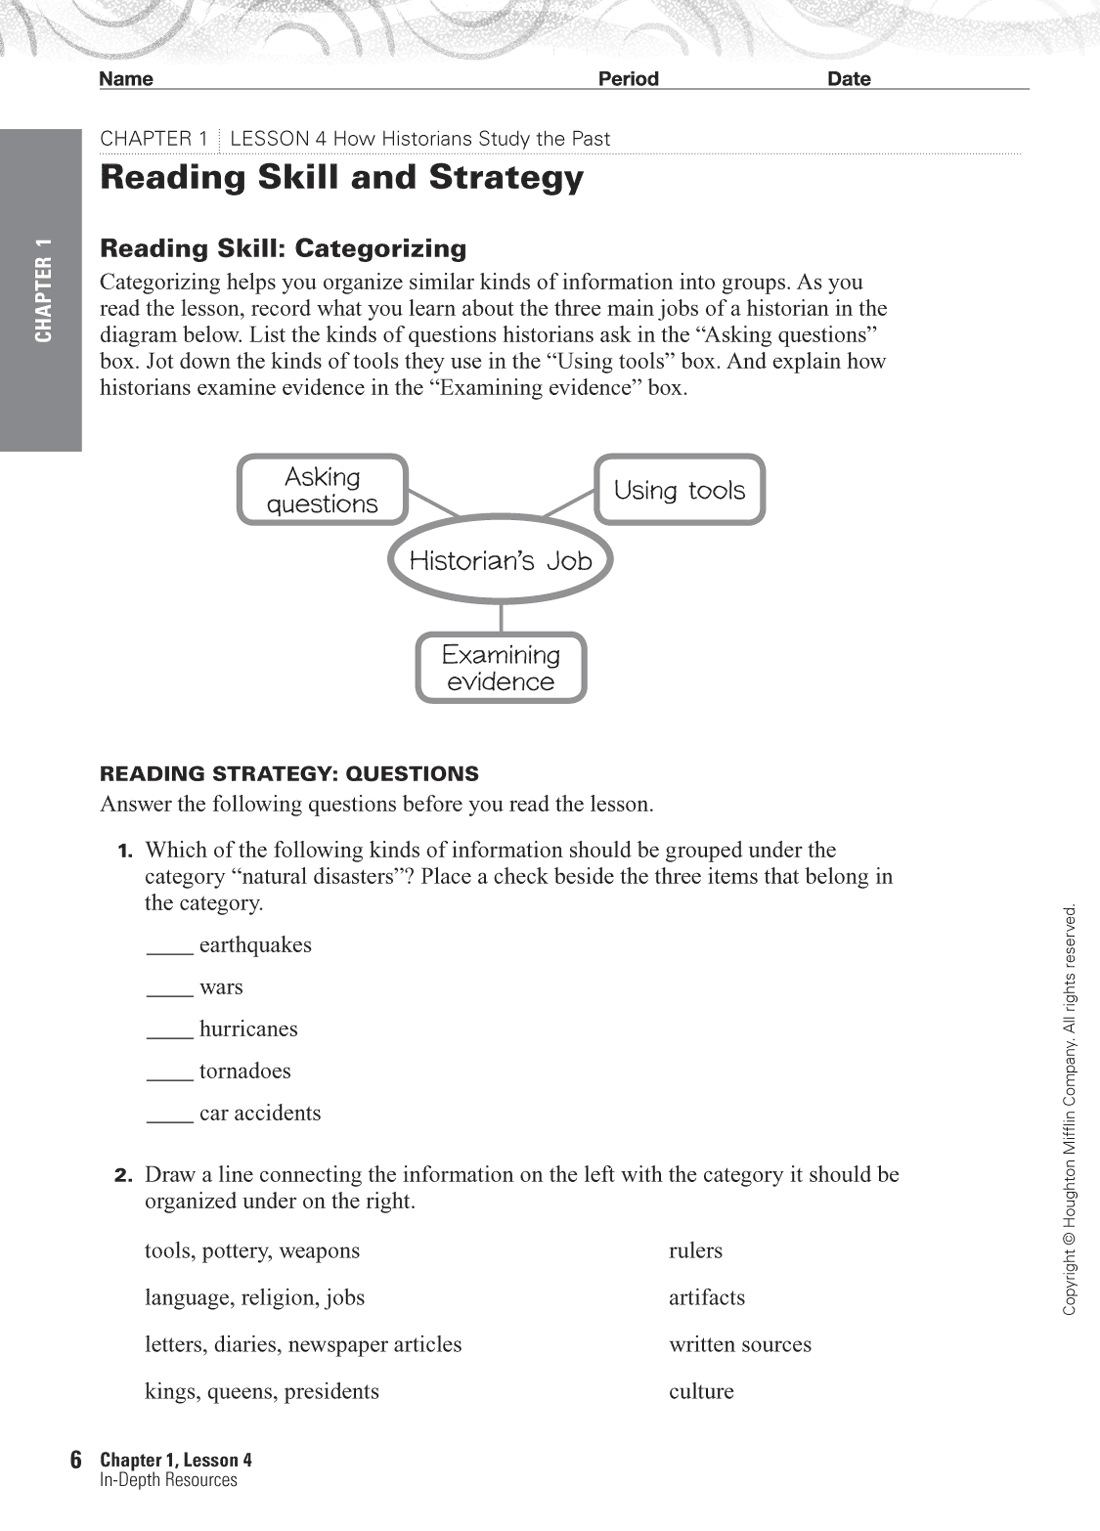 Name Period Date
CHAPTER 1 LESSON 4 How Historians Study the Past
Reading Skill and Strategy
CHAPTER 1
Reading Skill: Categorizing
Categorizing helps you organize similar kinds of information into groups. As you
read the lesson, record what you learn about the three main jobs of a historian in the
diagram below. List the kinds of questions historians ask in the “Asking questions”
box. Jot down the kinds of tools they use in the “Using tools” box. And explain how
historians examine evidence in the “Examining evidence” box.
Asking
questions
Using tools
Historian’s Job
Examining
evidence
READING STRATEGY: QUESTIONS
Answer the following questions before you read the lesson.
1. Which of the following kinds of information should be grouped under the
category “natural disasters”? Place a check beside the three items that belong in
the category.
____ earthquakes
____ wars
____ hurricanes
____ tornadoes
____ car accidents
2. Draw a line connecting the information on the left with the category it should be
organized under on the right.
tools, pottery, weapons rulers
language, religion, jobs artifacts
letters, diaries, newspaper articles written sources
kings, queens, presidents culture
6 Chapter 1, Lesson 4
In-Depth Resources
Copyright © Houghton Mifflin Company. All rights reserved.